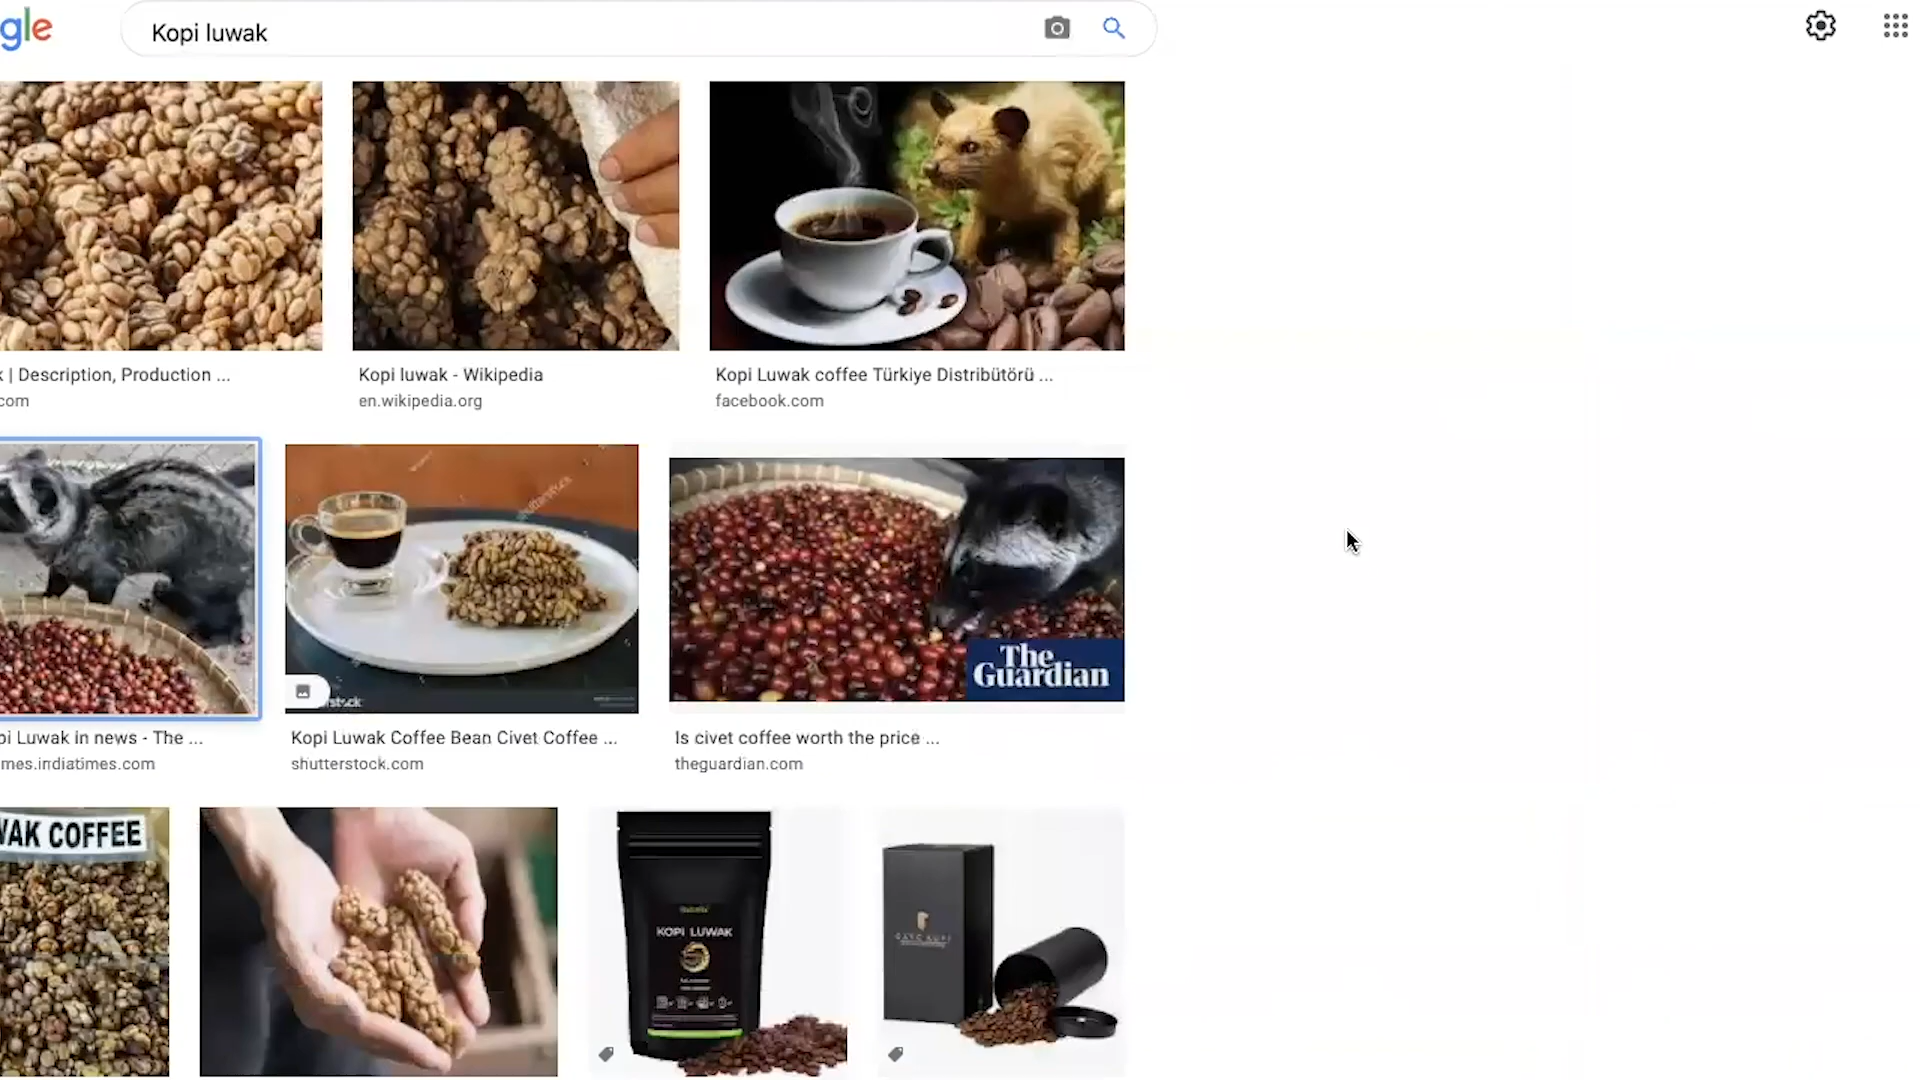 gle
Kopi luwak
k | Description, Production ...
com
Kopi luwak - Wikipedia
en.wikipedia.org
Kopi Luwak coffee Türkiye Distribütörü ...
facebook.com
The
Guardian
pi Luwak in news - The ...
mes.indiatimes.com
Kopi Luwak Coffee Bean Civet Coffee ...
shutterstock.com
Is civet coffee worth the price ...
theguardian.com
WAK COFFEE
KOPI LUWAK